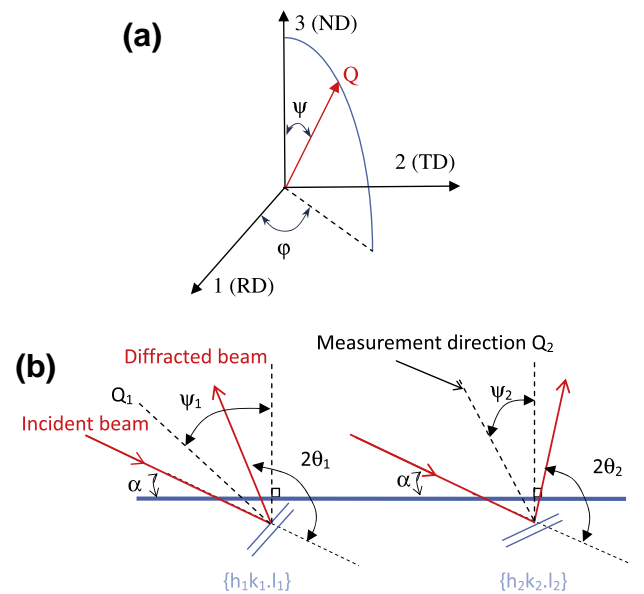 (a)
3 (ND)
Q
ψ
2 (TD)
φ
1 (RD)
(b)
Diffracted beam
Measurement direction Q₂
Q₁
ψ₁
ψ₂
Incident beam
2θ₁
2θ₂
α
α
{h₁k₁.l₁}
{h₂k₂.l₂}